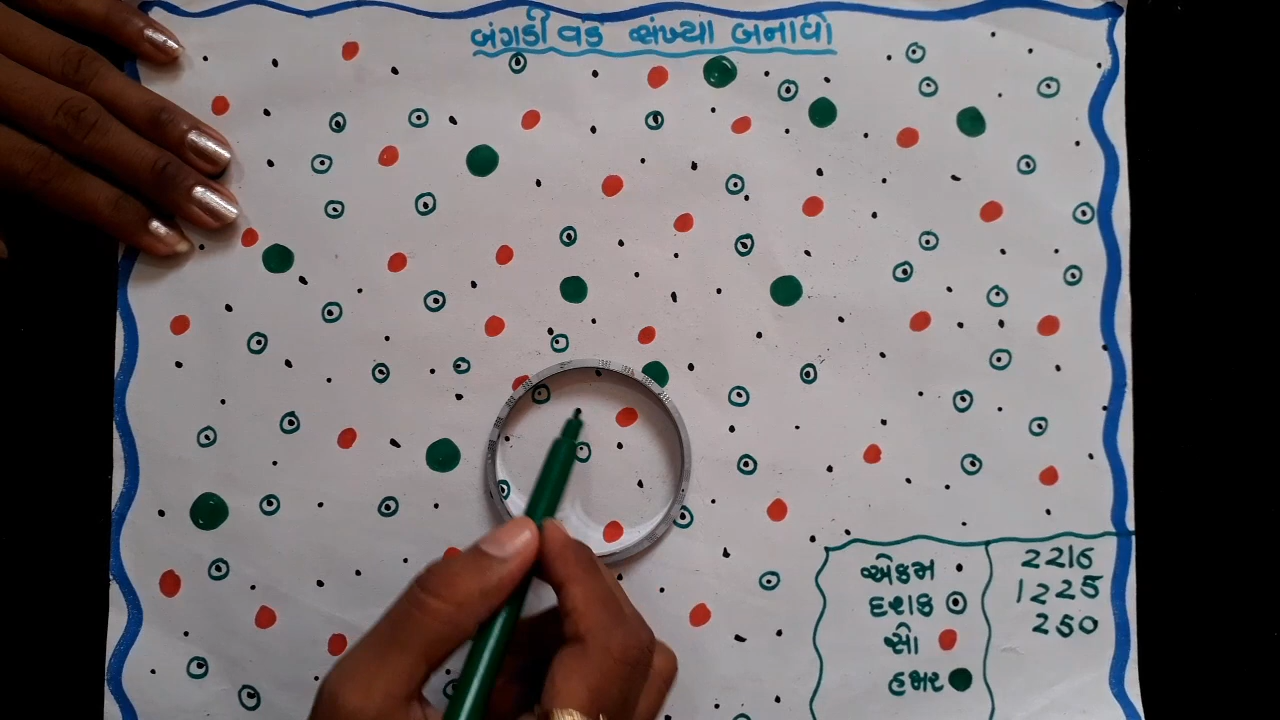 બંગડી વડે સંખ્યા બનાવો
એકમ
દશક
સો
હજાર
2216
1225
250